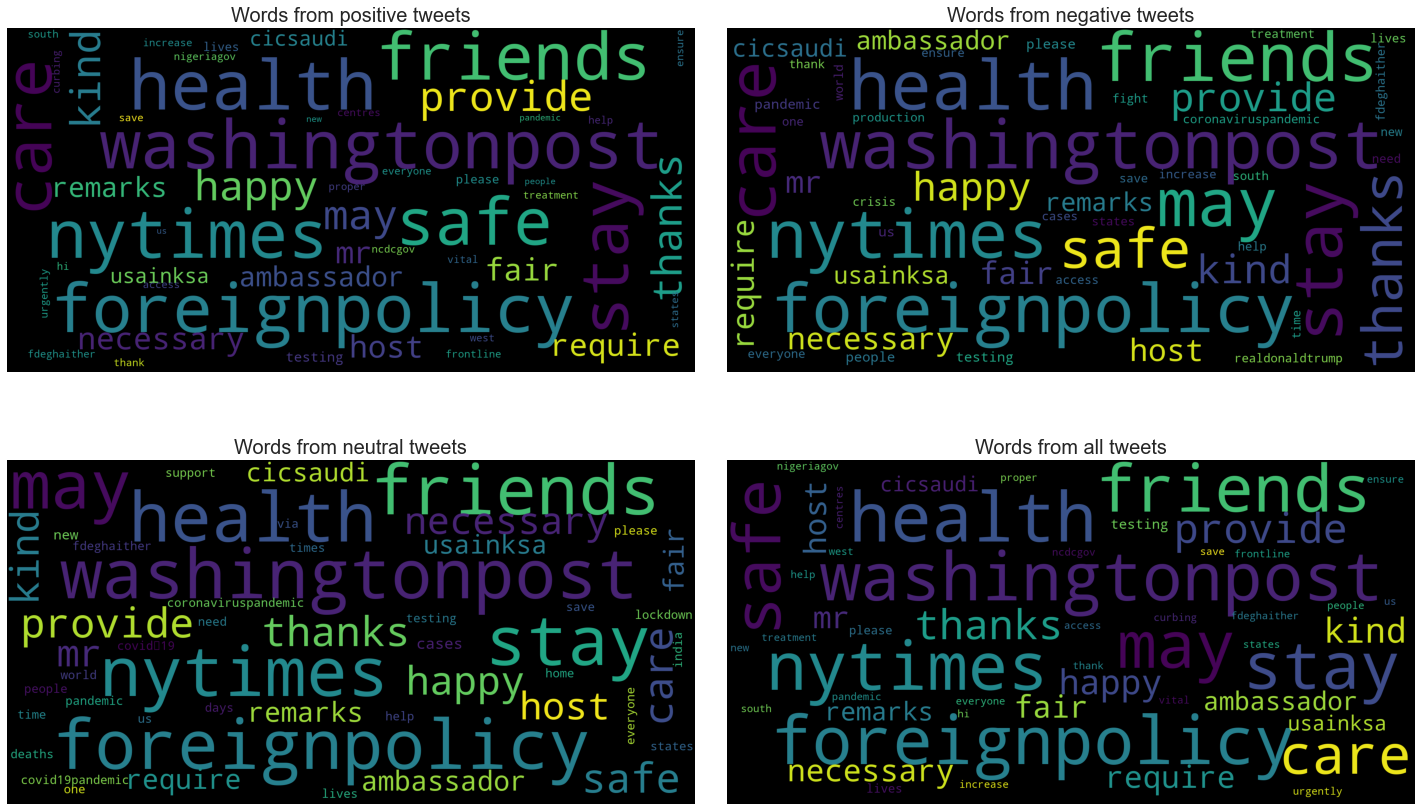 Words from positive tweets
south
increase
lives
cicsaudi
friends
ensure
nigeriagov
kind
curbing
care
health
provide
save
new
centres
pandemic
help
washingtonpost
everyone
please
people
thanks
remarks
happy
proper
treatment
may
safe
stay
nytimes
us
mr
ncdcgov
vital
hi
usainksa
access
ambassador
fair
urgently
states
foreignpolicy
necessary
host
west
require
fdeghaither
testing
frontline
thank
Words from negative tweets
cicsaudi
ambassador
please
treatment
lives
thank
ensure
friends
care
world
health
fight
provide
fdeghaither
pandemic
one
production
coronaviruspandemic
new
washingtonpost
need
mr
happy
save
increase
south
remarks
may
thanks
crisis
cases
states
us
safe
help
stay
require
nytimes
usainksa
fair
access
kind
foreignpolicy
time
necessary
host
everyone
people
testing
realdonaldtrump
Words from neutral tweets
may
support
cicsaudi
friends
kind
health
via
necessary
please
new
fdeghaither
times
usainksa
fair
washingtonpost
coronaviruspandemic
save
provide
need
thanks
testing
lockdown
covid19
cases
stay
india
mr
world
nytimes
home
care
people
pandemic
happy
days
remarks
host
time
us
help
everyone
foreignpolicy
states
deaths
covid19pandemic
require
ambassador
safe
one
lives
Words from all tweets
nigeriagov
cicsaudi
proper
friends
ensure
safe
host
centres
health
testing
provide
west
ncdcgov
save
frontline
help
washingtonpost
people
us
mr
please
thanks
access
curbing
fdeghaither
kind
new
treatment
may
states
nytimes
thank
happy
stay
pandemic
everyone
vital
ambassador
south
remarks
hi
fair
usainksa
foreignpolicy
care
necessary
require
lives
increase
urgently